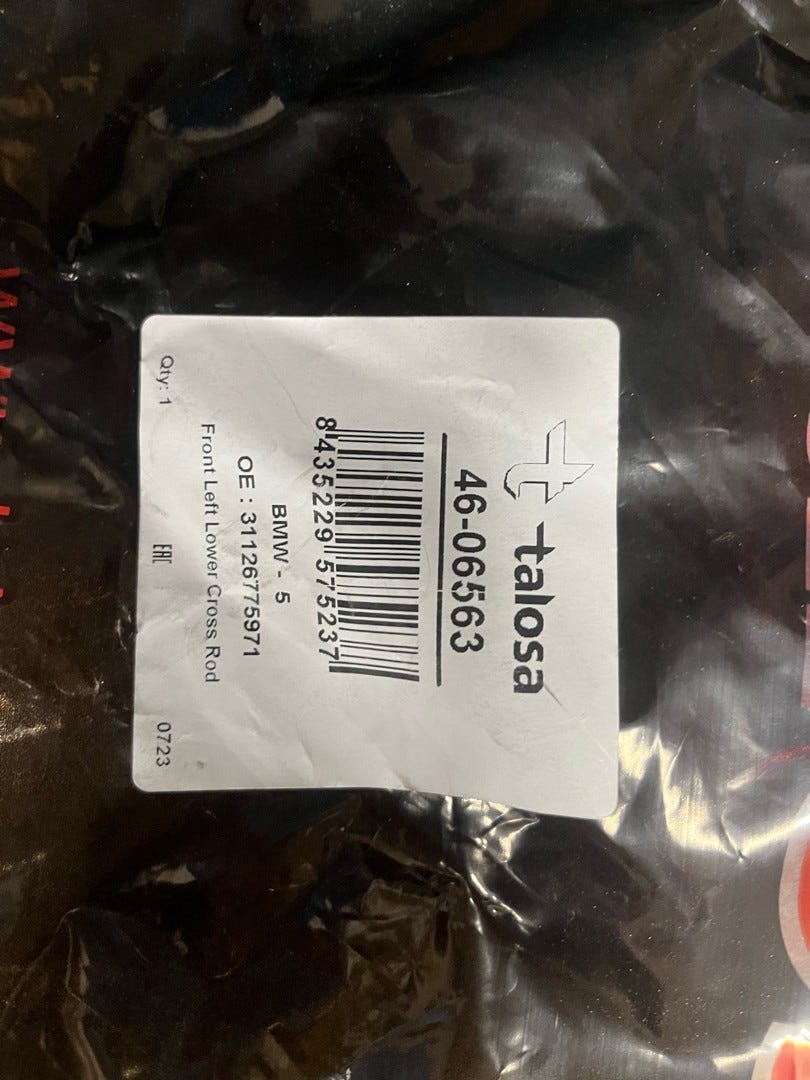 talosa
46-06563
8 435229 575237
BMW - 5
OE : 31126775971
Front Left Lower Cross Rod
Qty: 1
EAC
0723